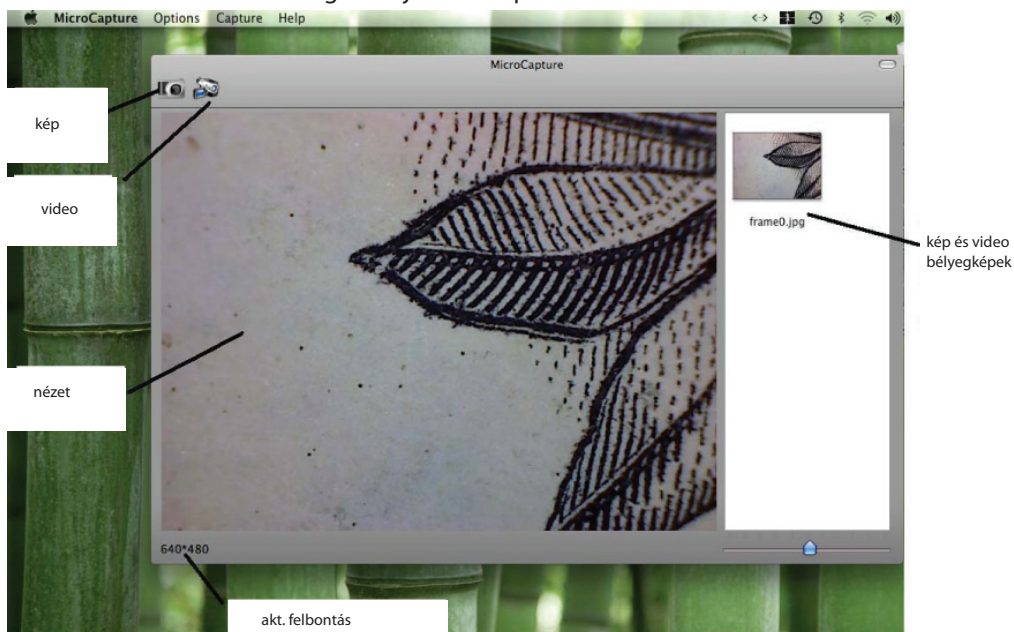 MicroCapture Options Capture Help
MicroCapture
kép
video
frame0.jpg
kép és video
bélyegképek
nézet
640*480
akt. felbontás